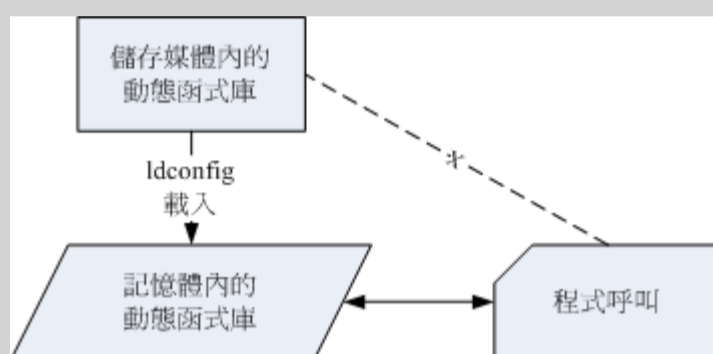 儲存媒體內的
動態函式庫
ldconfig
載入
記憶體內的
動態函式庫
程式呼叫